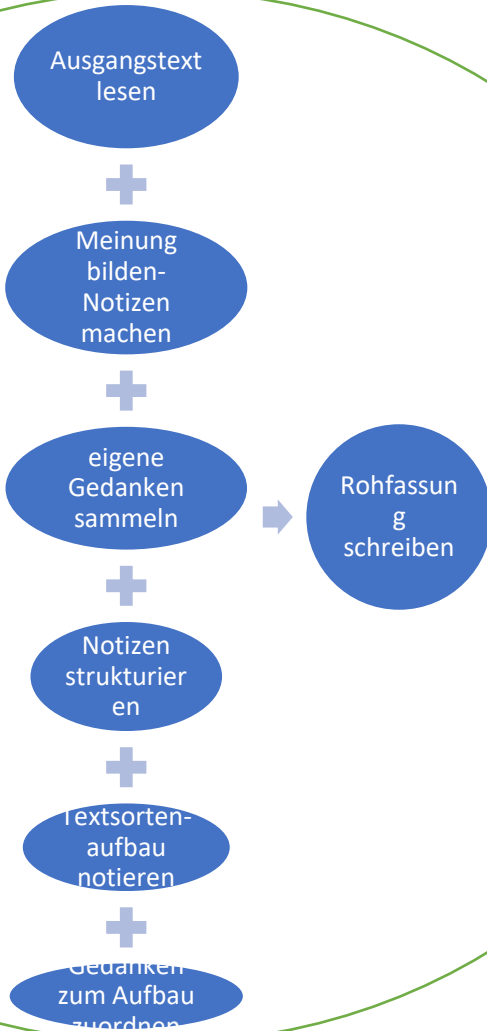 Ausgangstext
lesen
Meinung
bilden-
Notizen
machen
eigene
Gedanken
sammeln
Rohfassun
g
schreiben
Notizen
strukturier
en
Textsorten-
aufbau
notieren
Gedanken
zum Aufbau
zuordnen